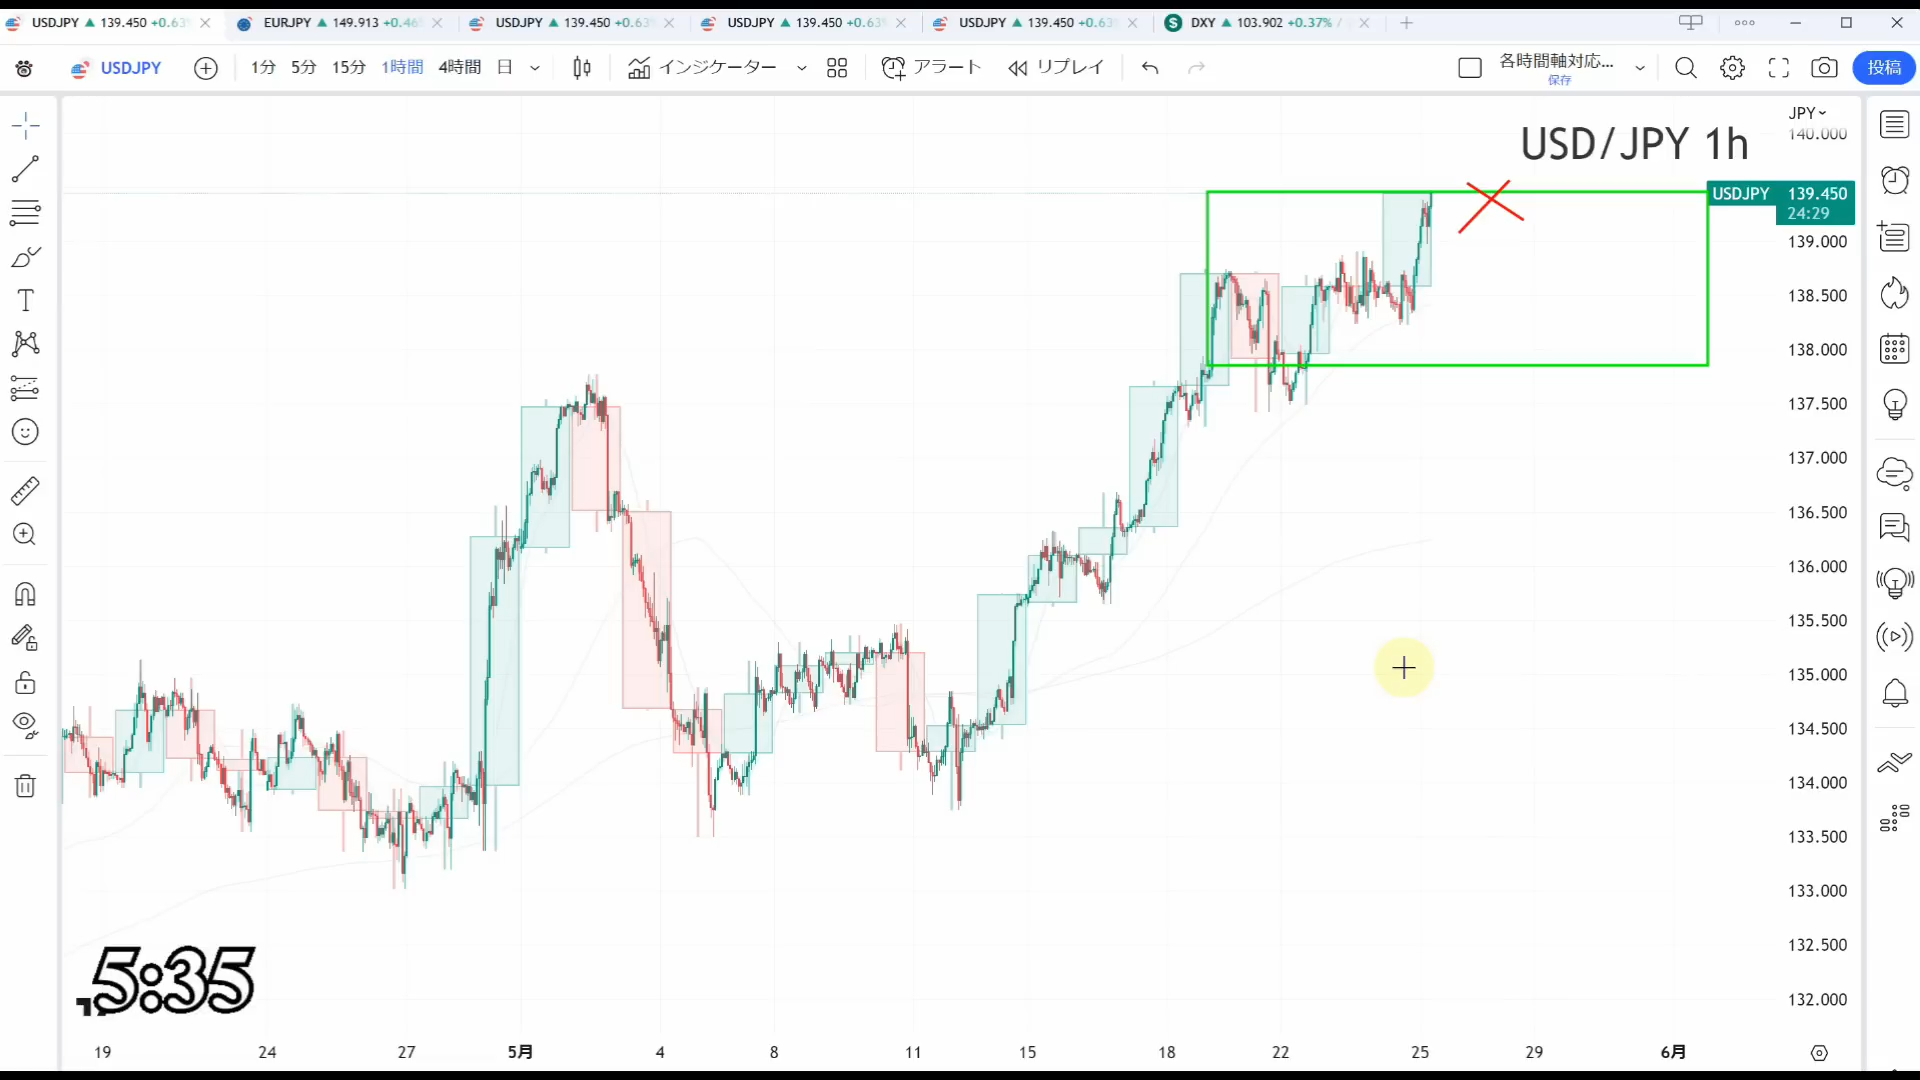 USDJPY ▲ 139.450 +0.63
EURJPY ▲ 149.913 +0.46
USDJPY ▲ 139.450 +0.63
USDJPY ▲ 139.450 +0.63
USDJPY ▲ 139.450 +0.63
DXY ▲ 103.902 +0.37% /
USDJPY
1分 5分 15分 1時間 4時間 日
インジケーター
アラート
リプレイ
各時間軸対応...
保存
投稿
JPY
USD/JPY 1h
140.000
USDJPY 139.450
24:29
139.000
138.500
138.000
137.500
137.000
136.500
136.000
135.500
135.000
134.500
134.000
133.500
133.000
132.500
132.000
5:35
19 24 27 5月 4 8 11 15 18 22 25 29 6月